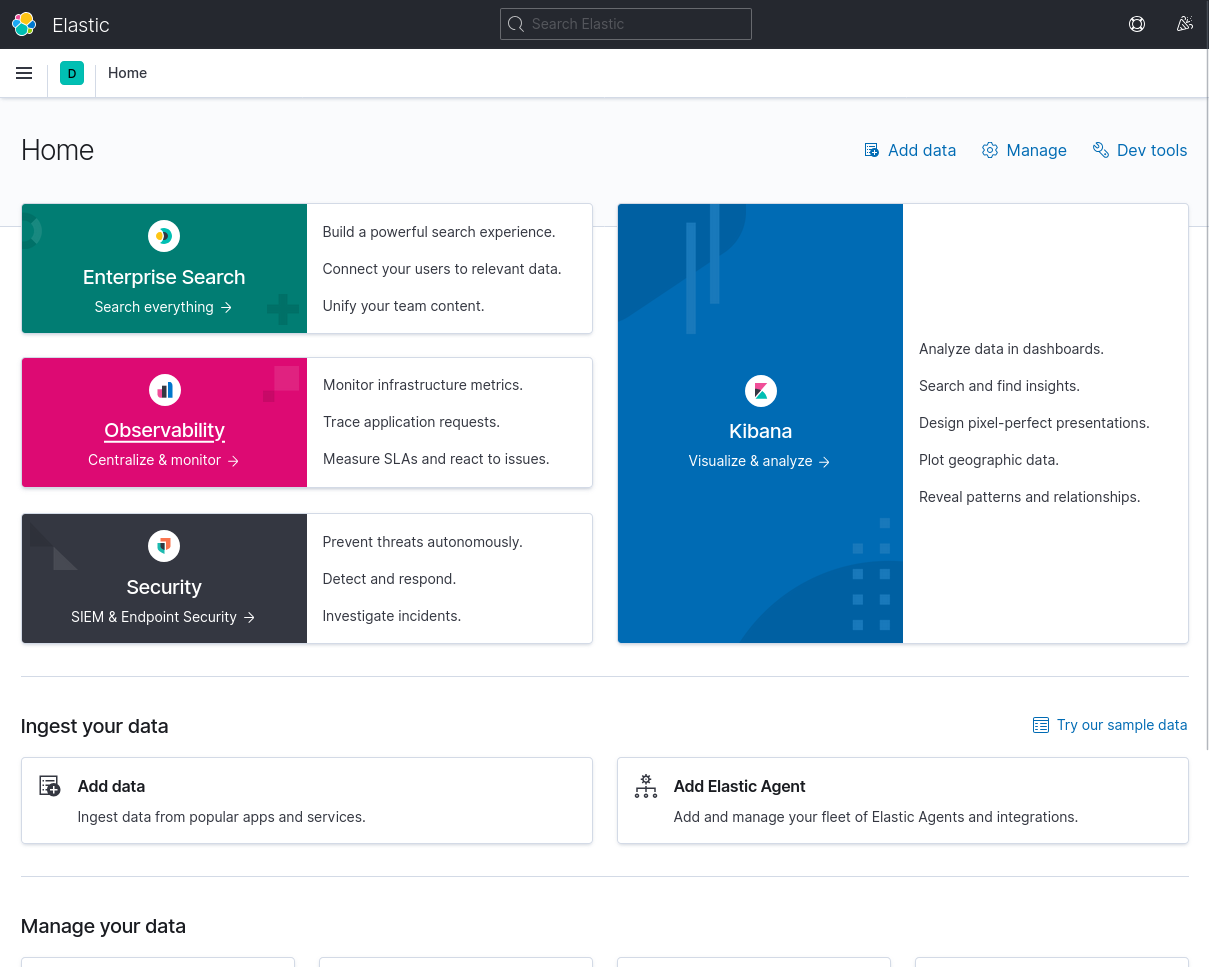 Elastic
Search Elastic
D
Home
Home
Add data
Manage
Dev tools
Enterprise Search
Search everything →
Build a powerful search experience.
Connect your users to relevant data.
Unify your team content.
Observability
Centralize & monitor →
Monitor infrastructure metrics.
Trace application requests.
Measure SLAs and react to issues.
Security
SIEM & Endpoint Security →
Prevent threats autonomously.
Detect and respond.
Investigate incidents.
Kibana
Visualize & analyze →
Analyze data in dashboards.
Search and find insights.
Design pixel-perfect presentations.
Plot geographic data.
Reveal patterns and relationships.
Ingest your data
Try our sample data
Add data
Ingest data from popular apps and services.
Add Elastic Agent
Add and manage your fleet of Elastic Agents and integrations.
Manage your data